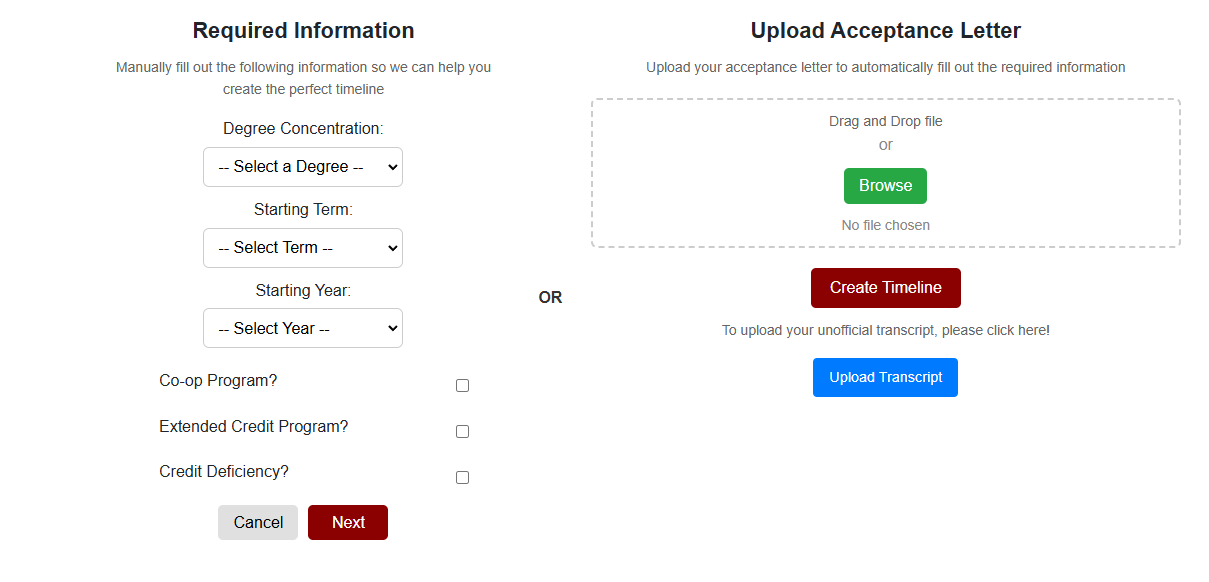 Required Information
Manually fill out the following information so we can help you
create the perfect timeline
Degree Concentration:
-- Select a Degree --
Starting Term:
-- Select Term --
Starting Year:
-- Select Year --
Co-op Program?
Extended Credit Program?
Credit Deficiency?
Cancel
Next
OR
Upload Acceptance Letter
Upload your acceptance letter to automatically fill out the required information
Drag and Drop file
or
Browse
No file chosen
Create Timeline
To upload your unofficial transcript, please click here!
Upload Transcript